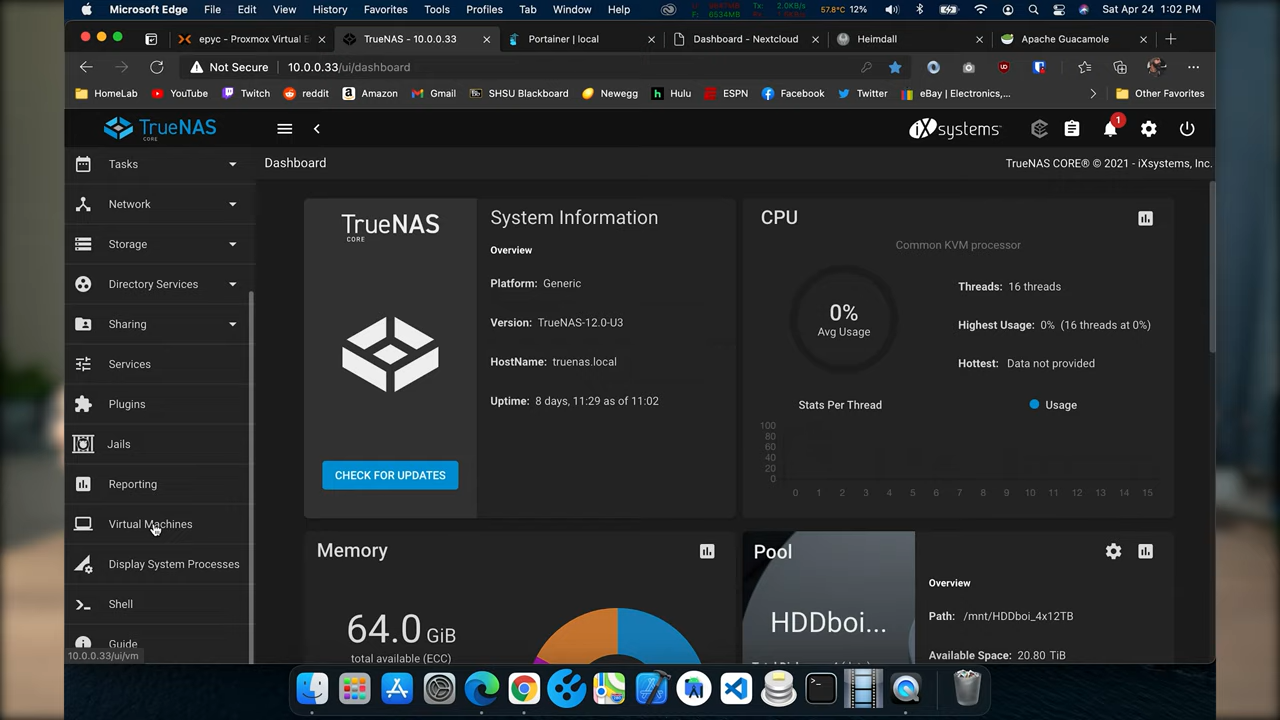 Microsoft Edge File Edit View History Favorites Tools Profiles Tab Window Help 57.8°C 12% Sat Apr 24 1:02 PM
epyc - Proxmox Virtual E TrueNAS - 10.0.0.33 Portainer | local Dashboard - Nextcloud Heimdall Apache Guacamole
Not Secure 10.0.0.33/ui/dashboard
HomeLab YouTube Twitch reddit Amazon Gmail SHSU Blackboard Newegg Hulu ESPN Facebook Twitter eBay | Electronics,... Other Favorites
TrueNAS CORE iXsystems 1
Dashboard TrueNAS CORE® © 2021 - iXsystems, Inc.
Tasks
Network
Storage
Directory Services
Sharing
Services
Plugins
Jails
Reporting
Virtual Machines
Display System Processes
Shell
Guide
10.0.0.33/ui/vm
TrueNAS
CORE
CHECK FOR UPDATES
System Information
Overview
Platform: Generic
Version: TrueNAS-12.0-U3
HostName: truenas.local
Uptime: 8 days, 11:29 as of 11:02
CPU
Common KVM processor
0%
Avg Usage
Threads: 16 threads
Highest Usage: 0% (16 threads at 0%)
Hottest: Data not provided
Stats Per Thread Usage
100
80
60
40
20
0
0 1 2 3 4 5 6 7 8 9 10 11 12 13 14 15
Memory
64.0 GiB
total available (ECC)
Pool
HDDboi...
Overview
Path: /mnt/HDDboi_4x12TB
Available Space: 20.80 TiB